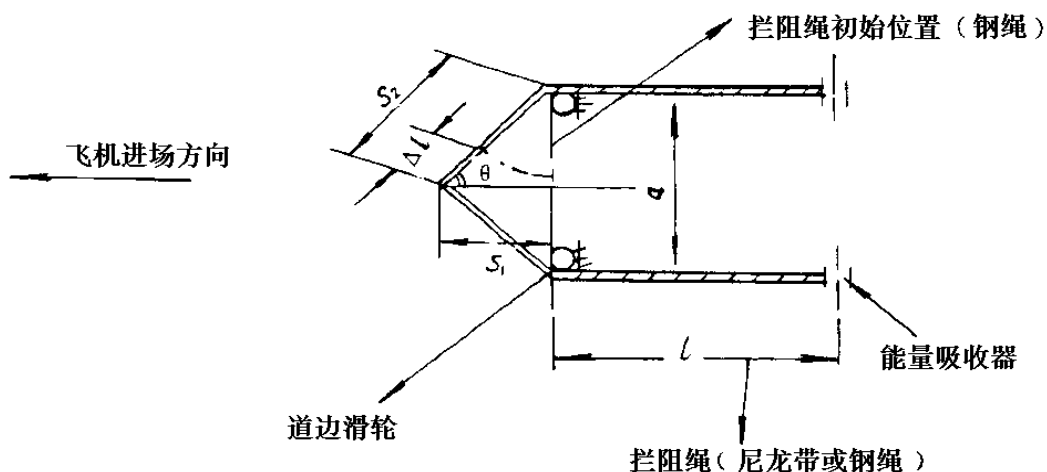 拦阻绳初始位置（钢绳）
S₂
Δl
飞机进场方向
θ
a
S₁
l
能量吸收器
道边滑轮
拦阻绳（尼龙带或钢绳）